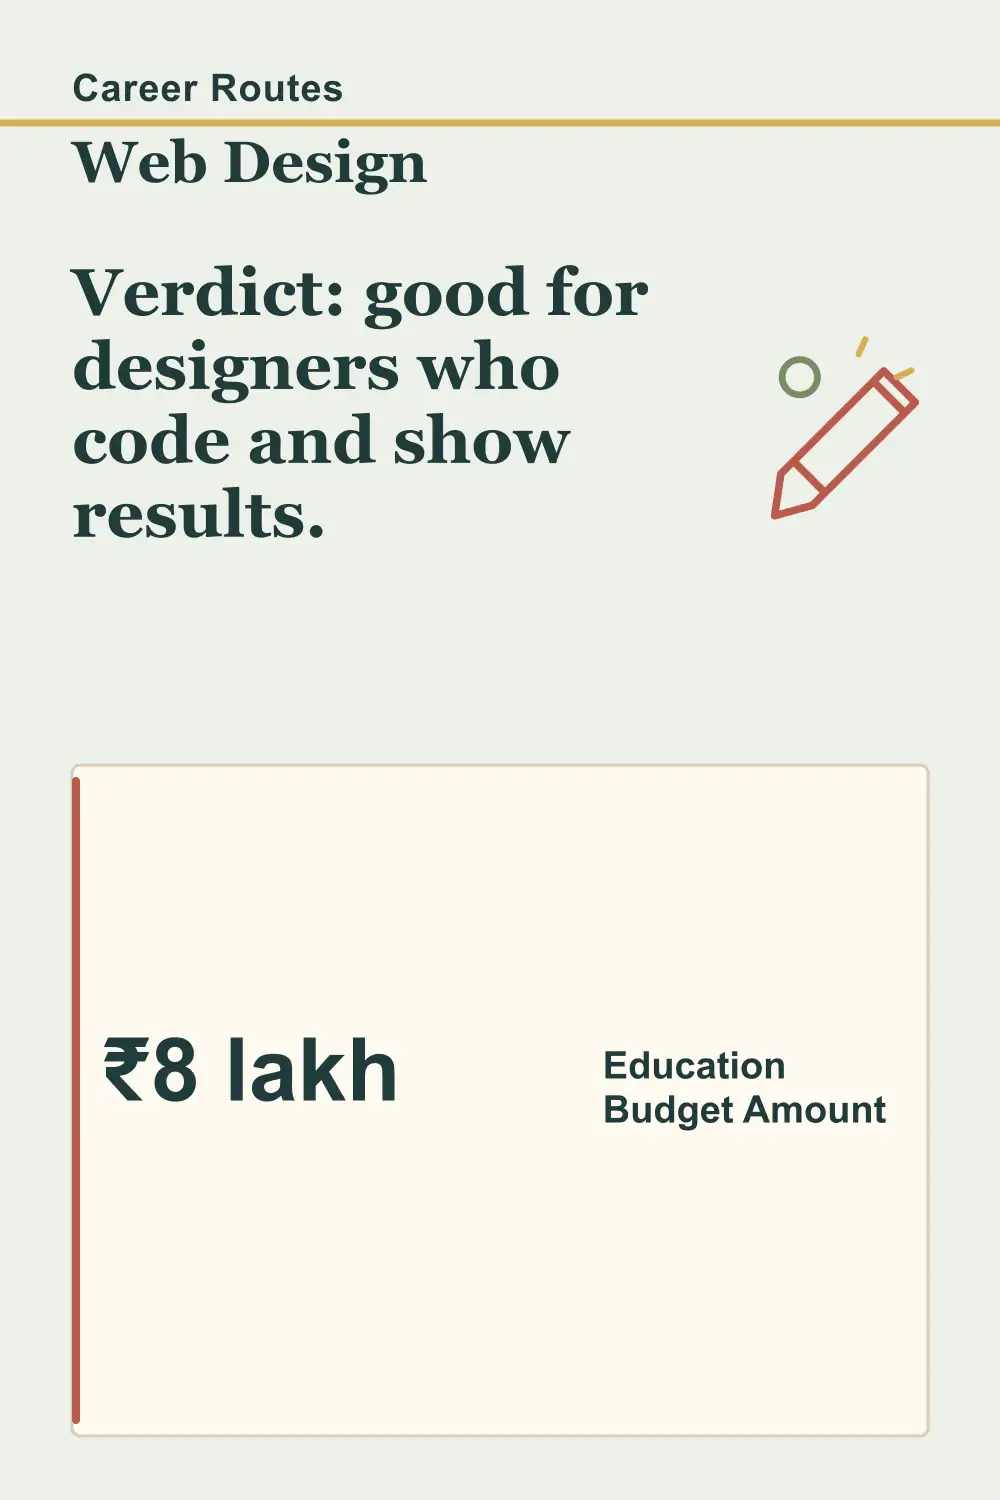 Career Routes
Web Design
Verdict: good for
designers who
code and show
results.
₹8 lakh
Education
Budget Amount